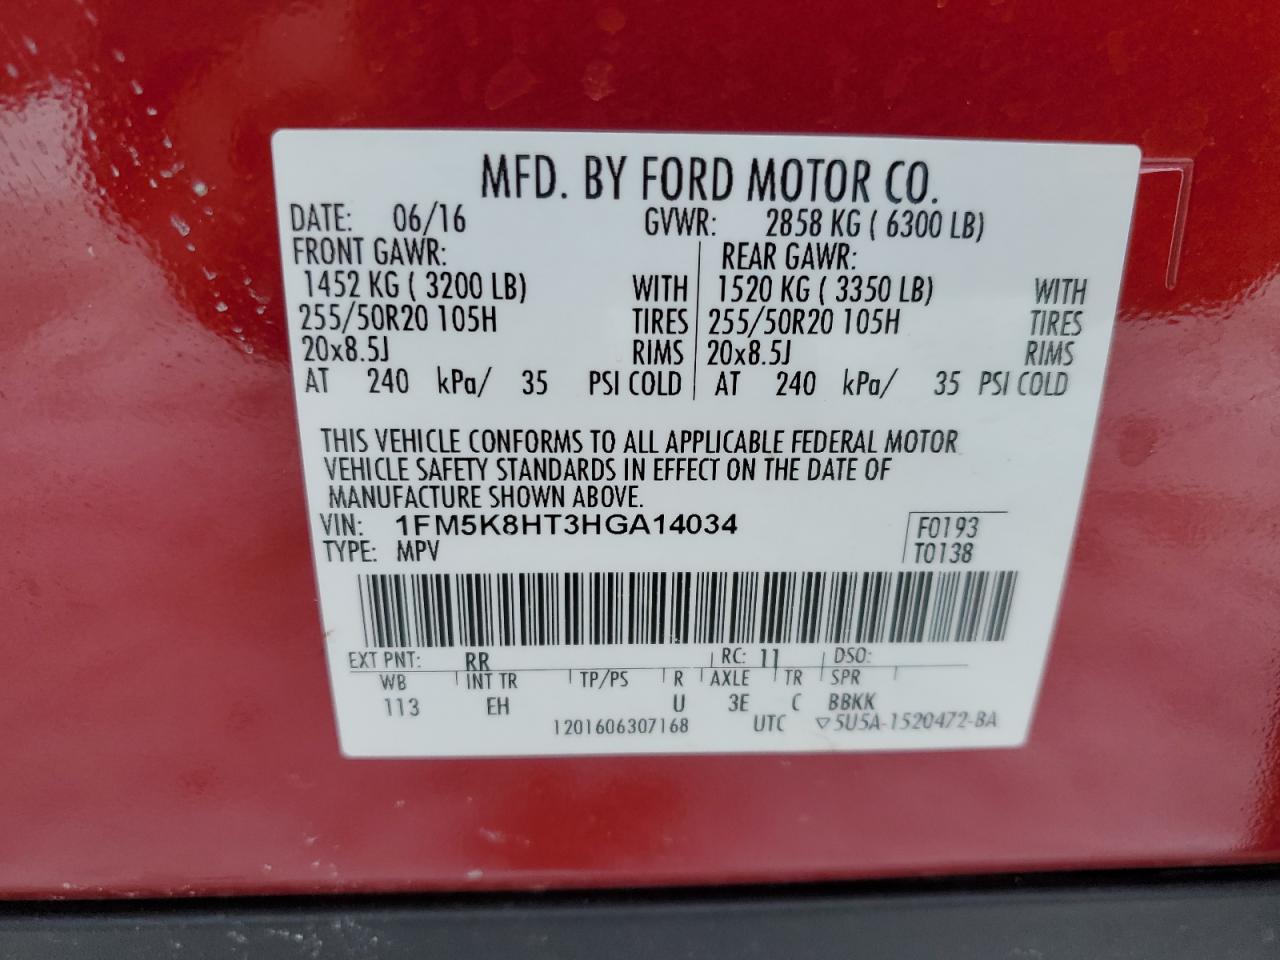 MFD. BY FORD MOTOR CO.
DATE: 06/16 GVWR: 2858 KG ( 6300 LB)
FRONT GAWR: REAR GAWR:
1452 KG ( 3200 LB) WITH 1520 KG ( 3350 LB) WITH
255/50R20 105H TIRES 255/50R20 105H TIRES
20x8.5J RIMS 20x8.5J RIMS
AT 240 kPa/ 35 PSI COLD AT 240 kPa/ 35 PSI COLD
THIS VEHICLE CONFORMS TO ALL APPLICABLE FEDERAL MOTOR
VEHICLE SAFETY STANDARDS IN EFFECT ON THE DATE OF
MANUFACTURE SHOWN ABOVE.
VIN: 1FM5K8HT3HGA14034 F0193
TYPE: MPV T0138
EXT PNT: RR RC: 11 DSO:
WB INT TR TP/PS R AXLE TR SPR
113 EH U 3E C BBKK
1201606307168 UTC ▽5U5A-1520472-BA